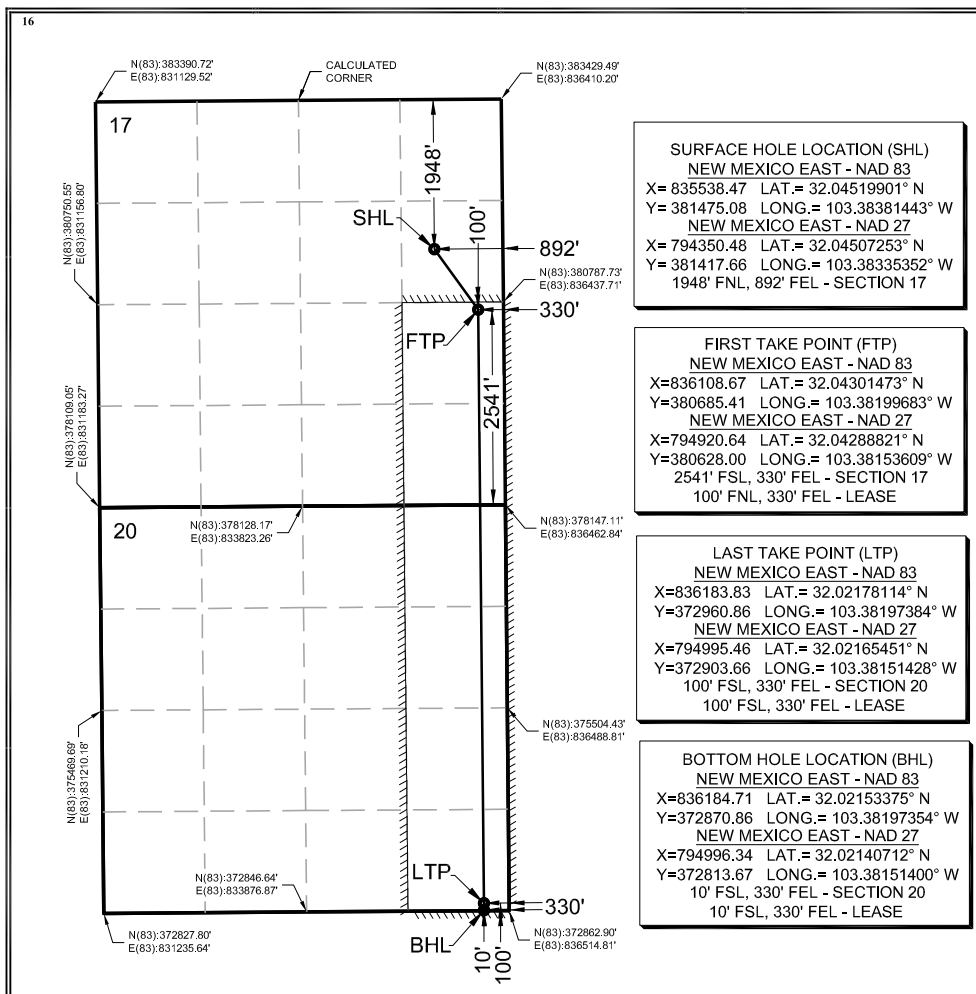 16
N(83):383390.72'
E(83):831129.52'
CALCULATED
CORNER
N(83):383429.49'
E(83):836410.20'
17
1948'
SHL
100'
892'
N(83):380750.55'
E(83):831156.80'
N(83):380787.73'
E(83):836437.71'
330'
FTP
2541'
N(83):378109.05'
E(83):831183.27'
20
N(83):378128.17'
E(83):833823.26'
N(83):378147.11'
E(83):836462.84'
N(83):375469.69'
E(83):831210.18'
N(83):375504.43'
E(83):836488.81'
N(83):372846.64'
E(83):833876.87'
LTP
330'
BHL
10'
100'
N(83):372827.80'
E(83):831235.64'
N(83):372862.90'
E(83):836514.81'
SURFACE HOLE LOCATION (SHL)
NEW MEXICO EAST - NAD 83
X= 835538.47 LAT.= 32.04519901° N
Y= 381475.08 LONG.= 103.38381443° W
NEW MEXICO EAST - NAD 27
X= 794350.48 LAT.= 32.04507253° N
Y= 381417.66 LONG.= 103.38335352° W
1948' FNL, 892' FEL - SECTION 17
FIRST TAKE POINT (FTP)
NEW MEXICO EAST - NAD 83
X=836108.67 LAT.= 32.04301473° N
Y=380685.41 LONG.= 103.38199683° W
NEW MEXICO EAST - NAD 27
X=794920.64 LAT.= 32.04288821° N
Y=380628.00 LONG.= 103.38153609° W
2541' FSL, 330' FEL - SECTION 17
100' FNL, 330' FEL - LEASE
LAST TAKE POINT (LTP)
NEW MEXICO EAST - NAD 83
X=836183.83 LAT.= 32.02178114° N
Y=372960.86 LONG.= 103.38197384° W
NEW MEXICO EAST - NAD 27
X=794995.46 LAT.= 32.02165451° N
Y=372903.66 LONG.= 103.38151428° W
100' FSL, 330' FEL - SECTION 20
100' FSL, 330' FEL - LEASE
BOTTOM HOLE LOCATION (BHL)
NEW MEXICO EAST - NAD 83
X=836184.71 LAT.= 32.02153375° N
Y=372870.86 LONG.= 103.38197354° W
NEW MEXICO EAST - NAD 27
X=794996.34 LAT.= 32.02140712° N
Y=372813.67 LONG.= 103.38151400° W
10' FSL, 330' FEL - SECTION 20
10' FSL, 330' FEL - LEASE